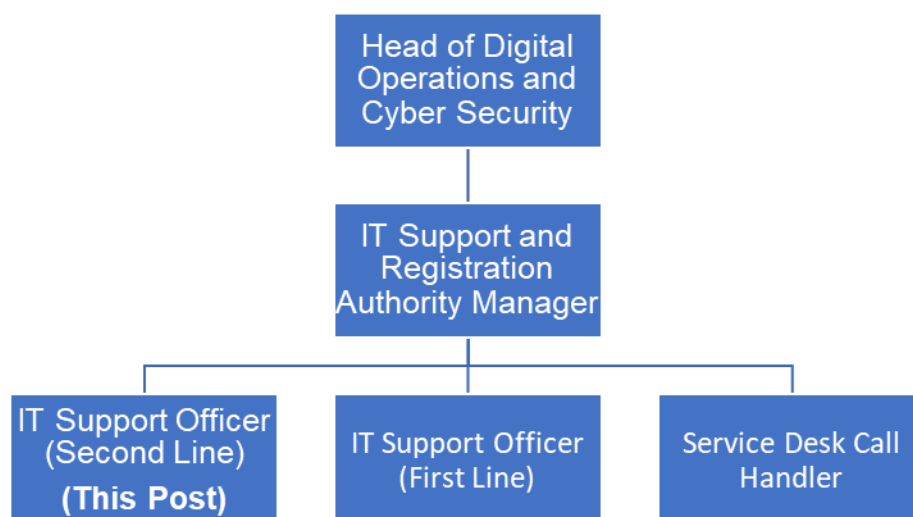 Head of Digital
Operations and
Cyber Security
IT Support and
Registration
Authority Manager
IT Support Officer
(Second Line)
(This Post)
IT Support Officer
(First Line)
Service Desk Call
Handler